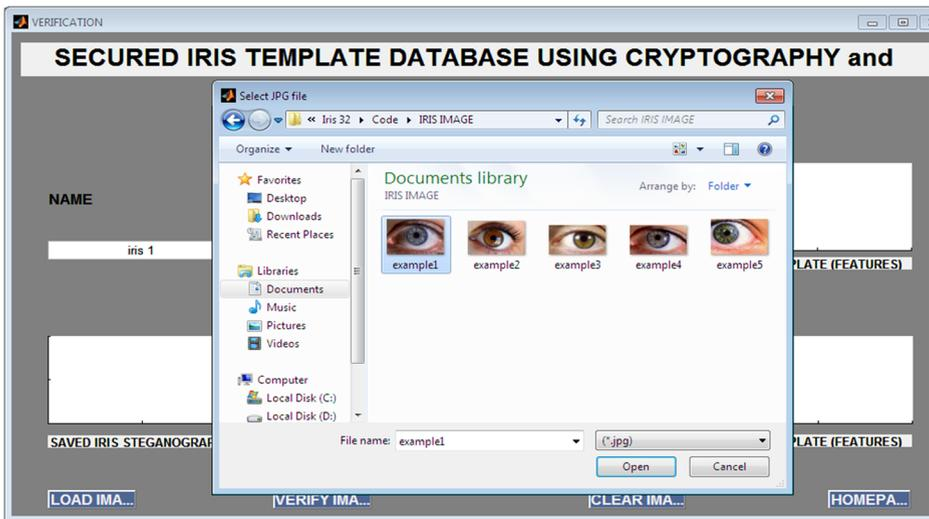 VERIFICATION
SECURED IRIS TEMPLATE DATABASE USING CRYPTOGRAPHY and
Select JPG file
« Iris 32 Code IRIS IMAGE
Search IRIS IMAGE
Organize New folder
Favorites
Desktop
Downloads
Recent Places
Libraries
Documents
Music
Pictures
Videos
Computer
Local Disk (C:)
Local Disk (D:)
Documents library
IRIS IMAGE
Arrange by: Folder
example1 example2 example3 example4 example5
File name: example1 (*.jpg)
Open Cancel
NAME
iris 1
PLATE (FEATURES)
SAVED IRIS STEGANOGRAP
PLATE (FEATURES)
LOAD IMA... VERIFY IMA... CLEAR IMA... HOMEPA...